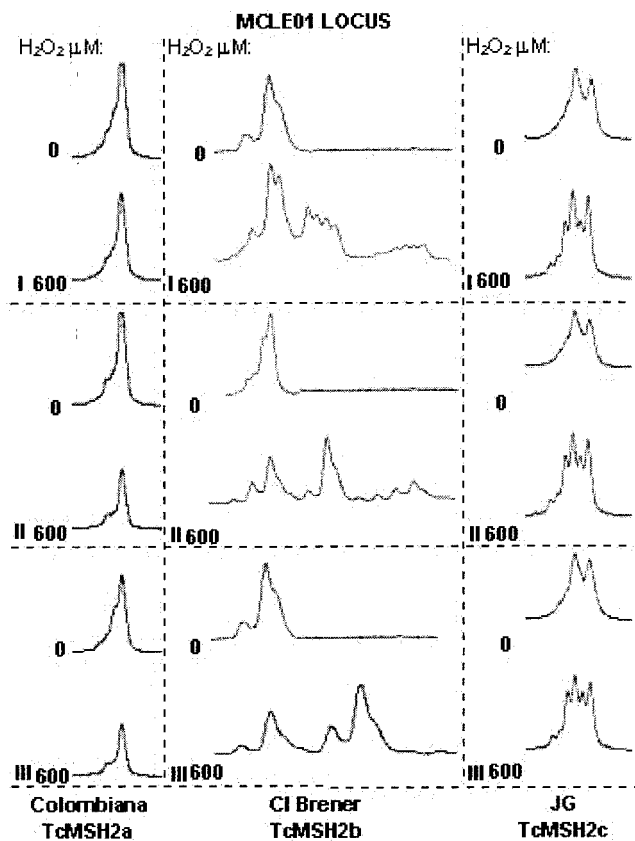 MCLE01 LOCUS
H₂O₂ μM: H₂O₂ μM: H₂O₂ μM:
0 0 0
I 600 I 600 I 600
0 0 0
II 600 II 600 II 600
0 0 0
III 600 III 600 III 600
Colombiana Cl Brener JG
TcMSH2a TcMSH2b TcMSH2c